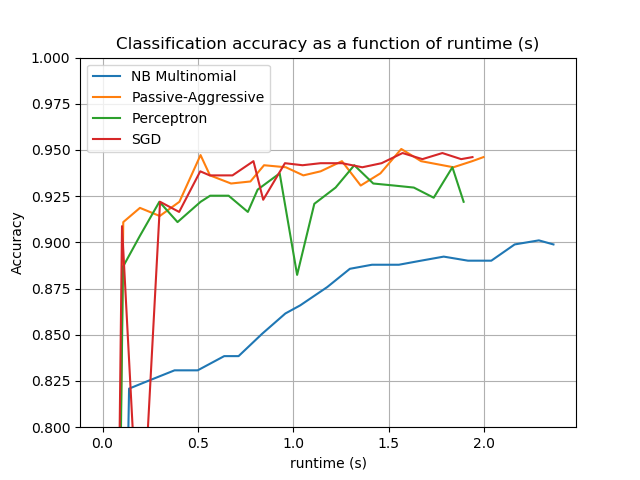 Classification accuracy as a function of runtime (s)
1.000
0.975
0.950
0.925
0.900
0.875
0.850
0.825
0.800
Accuracy
NB Multinomial
Passive-Aggressive
Perceptron
SGD
0.0 0.5 1.0 1.5 2.0
runtime (s)